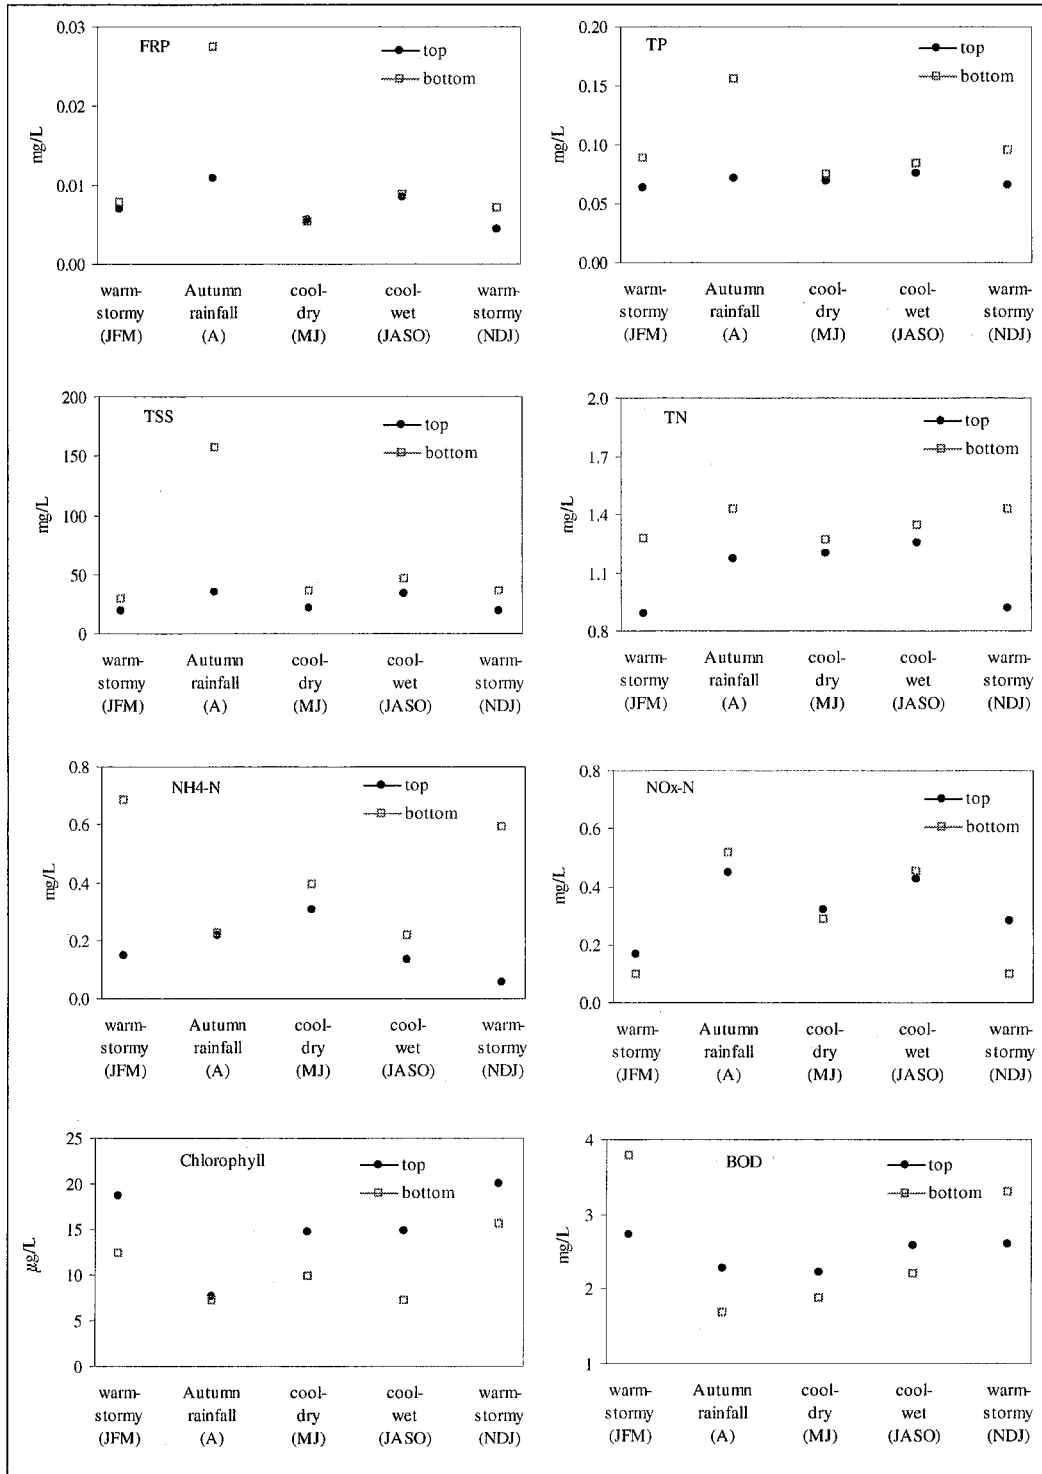 FRP
top
bottom
0.03
0.02
0.01
0.00
mg/L
warm- Autumn cool- cool- warm-
stormy rainfall dry wet stormy
(JFM) (A) (MJ) (JASO) (NDJ)
TP
top
bottom
0.20
0.15
0.10
0.05
0.00
mg/L
warm- Autumn cool- cool- warm-
stormy rainfall dry wet stormy
(JFM) (A) (MJ) (JASO) (NDJ)
TSS
top
bottom
200
150
100
50
0
mg/L
warm- Autumn cool- cool- warm-
stormy rainfall dry wet stormy
(JFM) (A) (MJ) (JASO) (NDJ)
TN
top
bottom
2.0
1.7
1.4
1.1
0.8
mg/L
warm- Autumn cool- cool- warm-
stormy rainfall dry wet stormy
(JFM) (A) (MJ) (JASO) (NDJ)
NH4-N
top
bottom
0.8
0.6
0.4
0.2
0.0
mg/L
warm- Autumn cool- cool- warm-
stormy rainfall dry wet stormy
(JFM) (A) (MJ) (JASO) (NDJ)
NOx-N
top
bottom
0.8
0.6
0.4
0.2
0.0
mg/L
warm- Autumn cool- cool- warm-
stormy rainfall dry wet stormy
(JFM) (A) (MJ) (JASO) (NDJ)
Chlorophyll
top
bottom
25
20
15
10
5
0
µg/L
warm- Autumn cool- cool- warm-
stormy rainfall dry wet stormy
(JFM) (A) (MJ) (JASO) (NDJ)
BOD
top
bottom
4
3
2
1
mg/L
warm- Autumn cool- cool- warm-
stormy rainfall dry wet stormy
(JFM) (A) (MJ) (JASO) (NDJ)